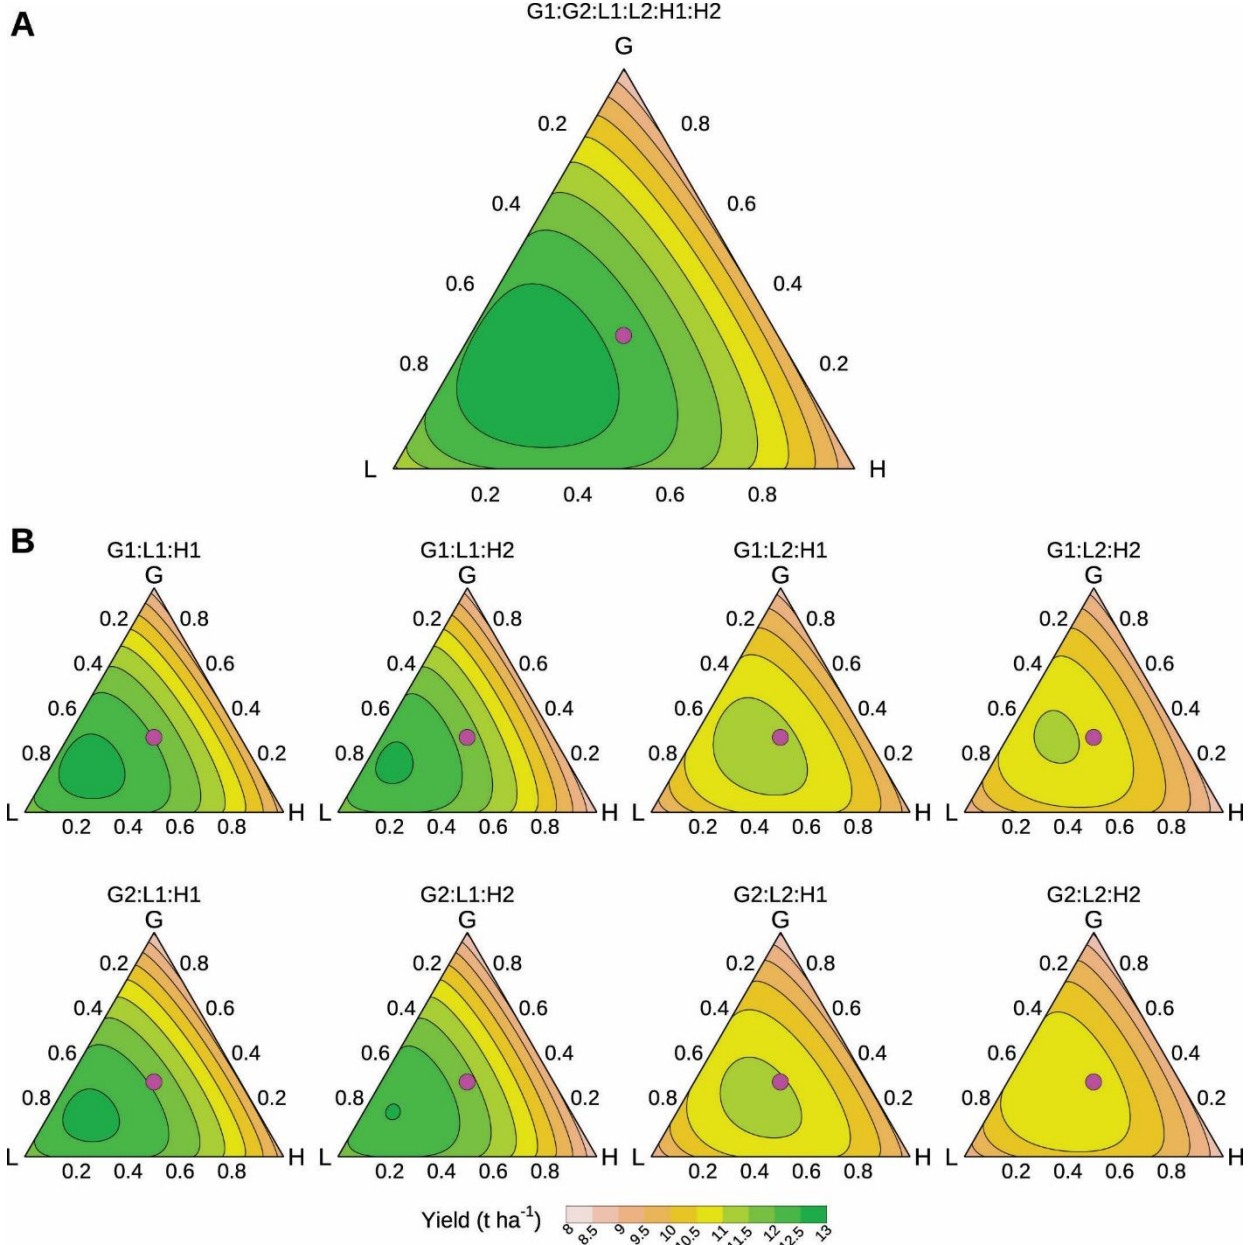 A
G1:G2:L1:L2:H1:H2
G
0.2 0.8
0.4 0.6
0.6 0.4
0.8 0.2
L H
0.2 0.4 0.6 0.8
B
G1:L1:H1 G1:L1:H2 G1:L2:H1 G1:L2:H2
G G G G
0.2 0.8 0.2 0.8 0.2 0.8 0.2 0.8
0.4 0.6 0.4 0.6 0.4 0.6 0.4 0.6
0.6 0.4 0.6 0.4 0.6 0.4 0.6 0.4
0.8 0.2 0.8 0.2 0.8 0.2 0.8 0.2
L H L H L H L H
0.2 0.4 0.6 0.8 0.2 0.4 0.6 0.8 0.2 0.4 0.6 0.8 0.2 0.4 0.6 0.8
G2:L1:H1 G2:L1:H2 G2:L2:H1 G2:L2:H2
G G G G
0.2 0.8 0.2 0.8 0.2 0.8 0.2 0.8
0.4 0.6 0.4 0.6 0.4 0.6 0.4 0.6
0.6 0.4 0.6 0.4 0.6 0.4 0.6 0.4
0.8 0.2 0.8 0.2 0.8 0.2 0.8 0.2
L H L H L H L H
0.2 0.4 0.6 0.8 0.2 0.4 0.6 0.8 0.2 0.4 0.6 0.8 0.2 0.4 0.6 0.8
Yield (t ha⁻¹)
8 8.5 9 9.5 10 10.5 11 11.5 12 12.5 13